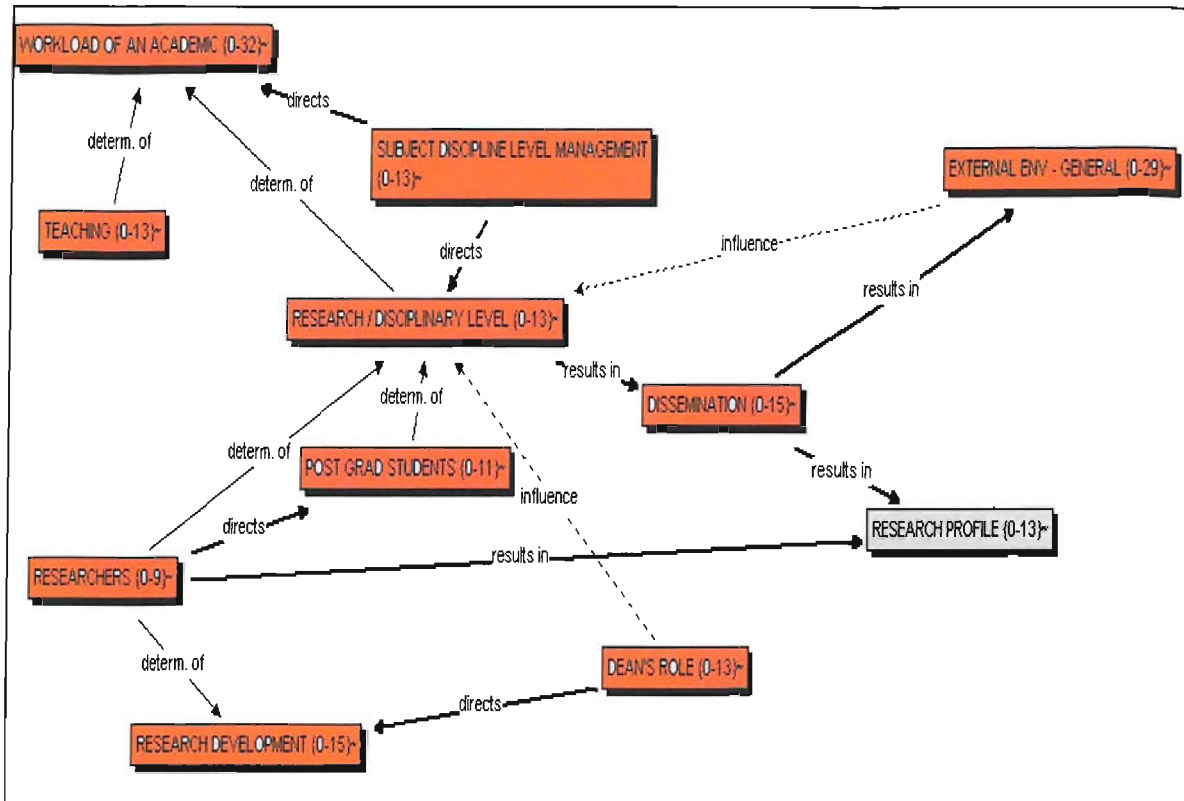 WORKLOAD OF AN ACADEMIC {0-32}~
directs
determ. of
SUBJECT DISCIPLINE LEVEL MANAGEMENT
{0-13}~
EXTERNAL ENV - GENERAL {0-29}~
determ. of
TEACHING {0-13}~
influence
directs
results in
RESEARCH / DISCIPLINARY LEVEL {0-13}~
results in
determ. of
DISSEMINATION {0-15}~
determ. of
POST GRAD STUDENTS {0-11}~
results in
influence
directs
RESEARCH PROFILE {0-13}~
results in
RESEARCHERS {0-9}~
determ. of
DEAN'S ROLE {0-13}~
directs
RESEARCH DEVELOPMENT {0-15}~